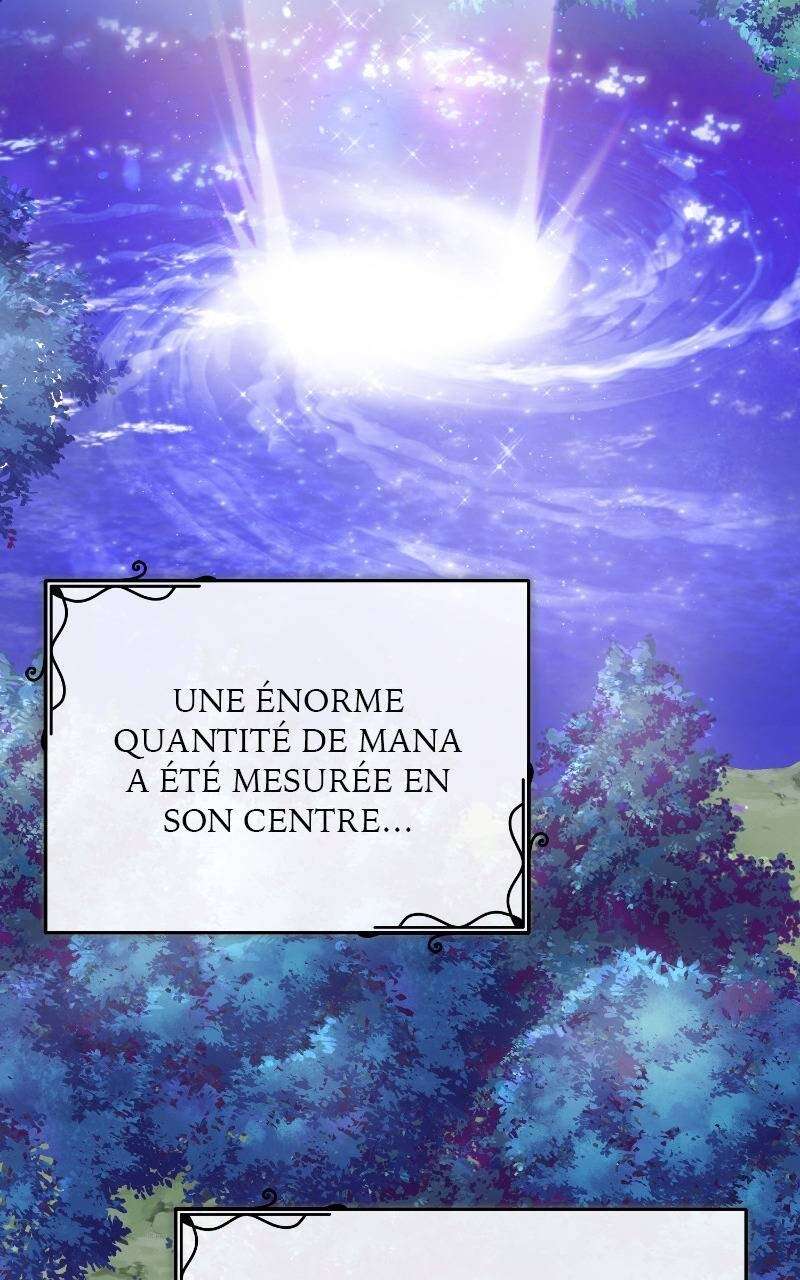 UNE ÉNORME
QUANTITÉ DE MANA
A ÉTÉ MESURÉE EN
SON CENTRE...